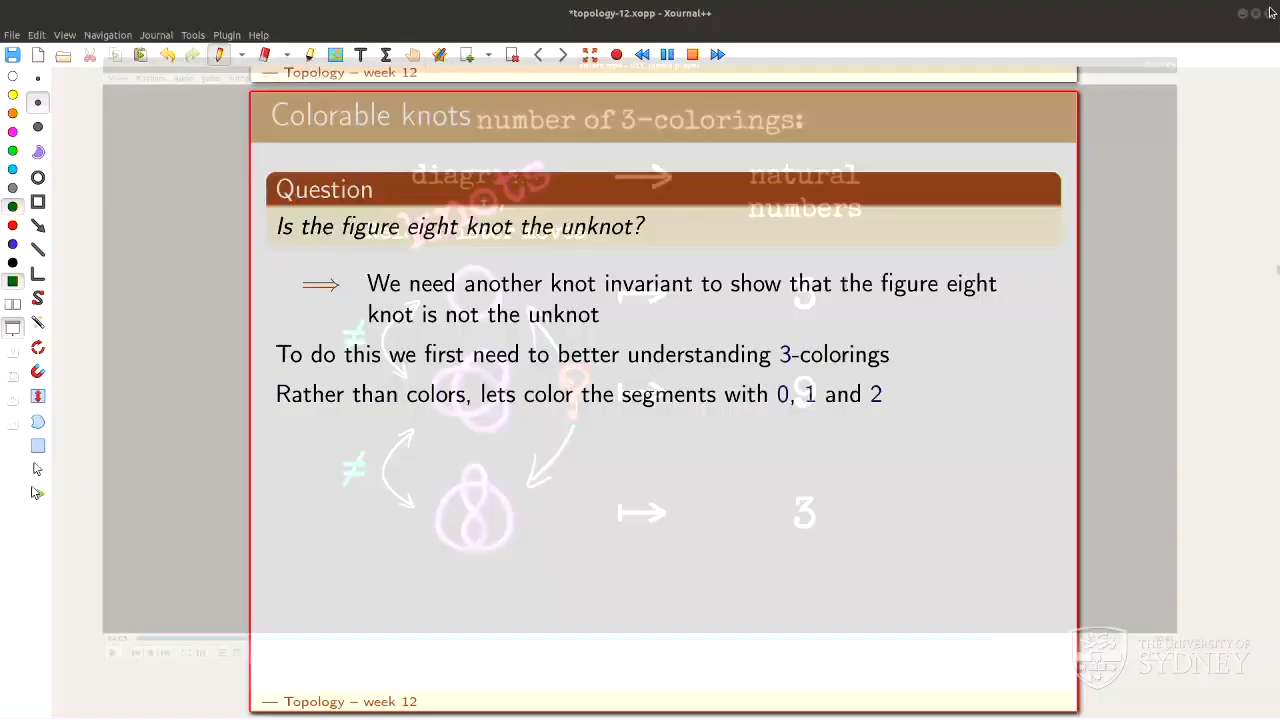 *topology-12.xopp - Xournal++
File Edit View Navigation Journal Tools Plugin Help
— Topology – week 12
Colorable knots
number of 3-colorings:
diagrams
knots
natural
numbers
Question
Is the figure eight knot the unknot?
⟹ We need another knot invariant to show that the figure eight
knot is not the unknot
To do this we first need to better understanding 3-colorings
Rather than colors, lets color the segments with 0, 1 and 2
≠
3
≠
?
9
3
04:05
— Topology – week 12
THE UNIVERSITY OF
SYDNEY